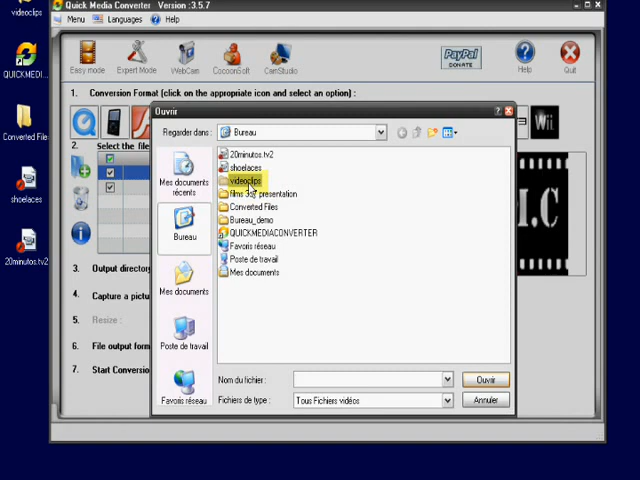 videoclips
Quick Media Converter Version :3.5.7
Menu Languages Help
QUICKMEDI...
Easy mode Expert Mode WebCam CocoonSoft CamStudio PayPal DONATE Help Quit
1. Conversion Format (click on the appropriate icon and select an option) :
Ouvrir
Regarder dans : Bureau
Wii
2. Select the file
Converted File
Mes documents récents
Bureau
Mes documents
Poste de travail
Favoris réseau
20minutos.tv2
shoelaces
videoclips
films presentation
Converted Files
Bureau_demo
QUICKMEDIACONVERTER
Favoris réseau
Poste de travail
Mes documents
shoelaces
.C
20minutos.tv2
3. Output directory
4. Capture a pictu
5. Resize :
6. File output form
7. Start Conversio
Nom du fichier : Ouvrir
Fichiers de type : Tous Fichiers vidéos Annuler